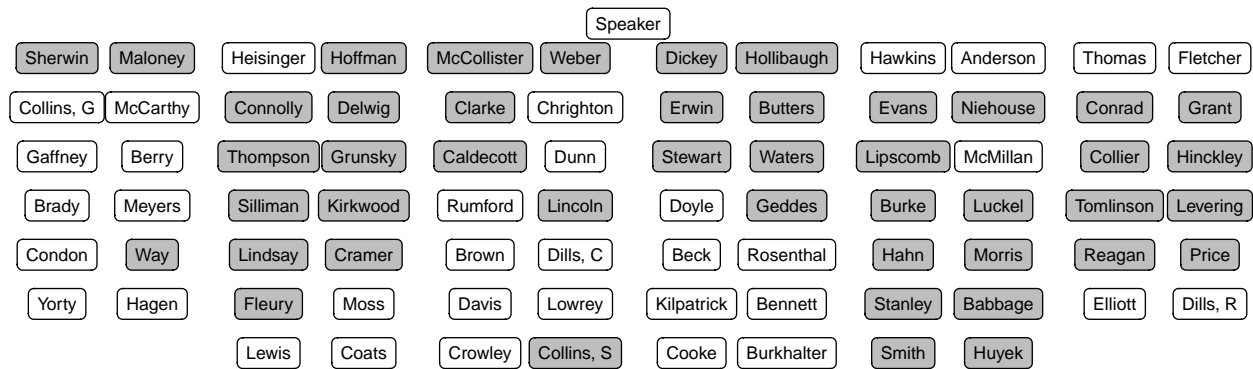 Speaker
Sherwin Maloney Heisinger Hoffman McCollister Weber Dickey Hollibaugh Hawkins Anderson Thomas Fletcher
Collins, G McCarthy Connolly Delwig Clarke Chrighton Erwin Butters Evans Niehouse Conrad Grant
Gaffney Berry Thompson Grunsky Caldecott Dunn Stewart Waters Lipscomb McMillan Collier Hinckley
Brady Meyers Silliman Kirkwood Rumford Lincoln Doyle Geddes Burke Luckel Tomlinson Levering
Condon Way Lindsay Cramer Brown Dills, C Beck Rosenthal Hahn Morris Reagan Price
Yorty Hagen Fleury Moss Davis Lowrey Kilpatrick Bennett Stanley Babbage Elliott Dills, R
Lewis Coats Crowley Collins, S Cooke Burkhalter Smith Huyek